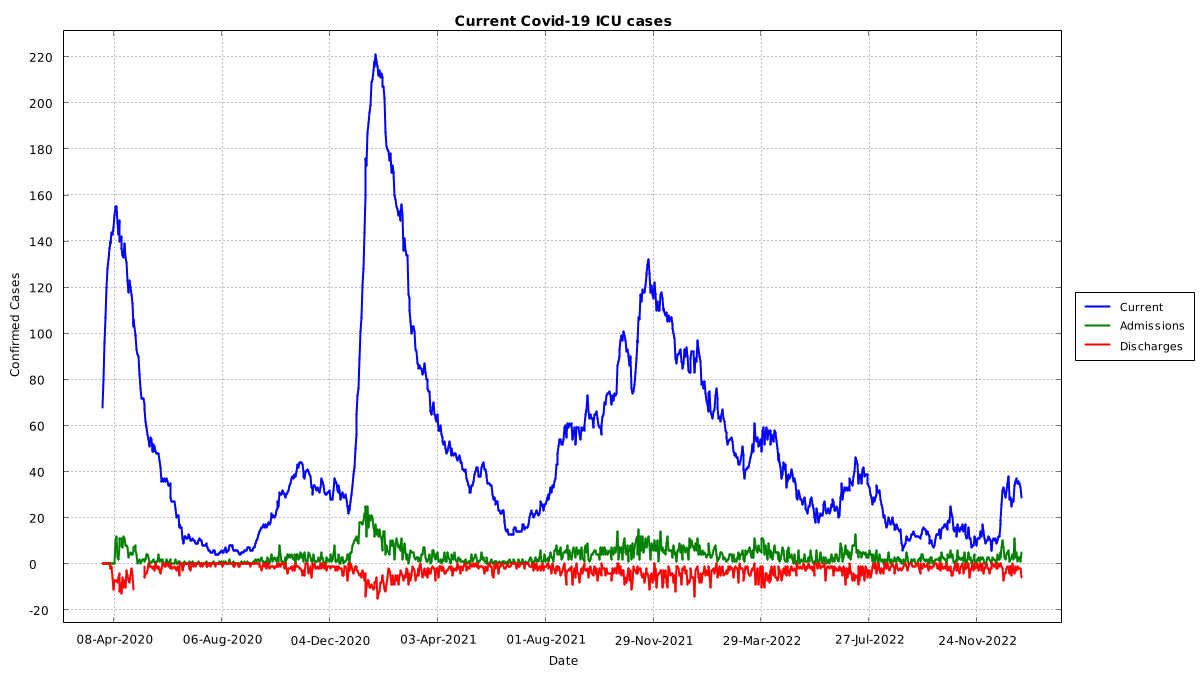 Current Covid-19 ICU cases
220
200
180
160
140
120
100
80
60
40
20
0
-20
Confirmed Cases
08-Apr-2020 06-Aug-2020 04-Dec-2020 03-Apr-2021 01-Aug-2021 29-Nov-2021 29-Mar-2022 27-Jul-2022 24-Nov-2022
Date
Current
Admissions
Discharges